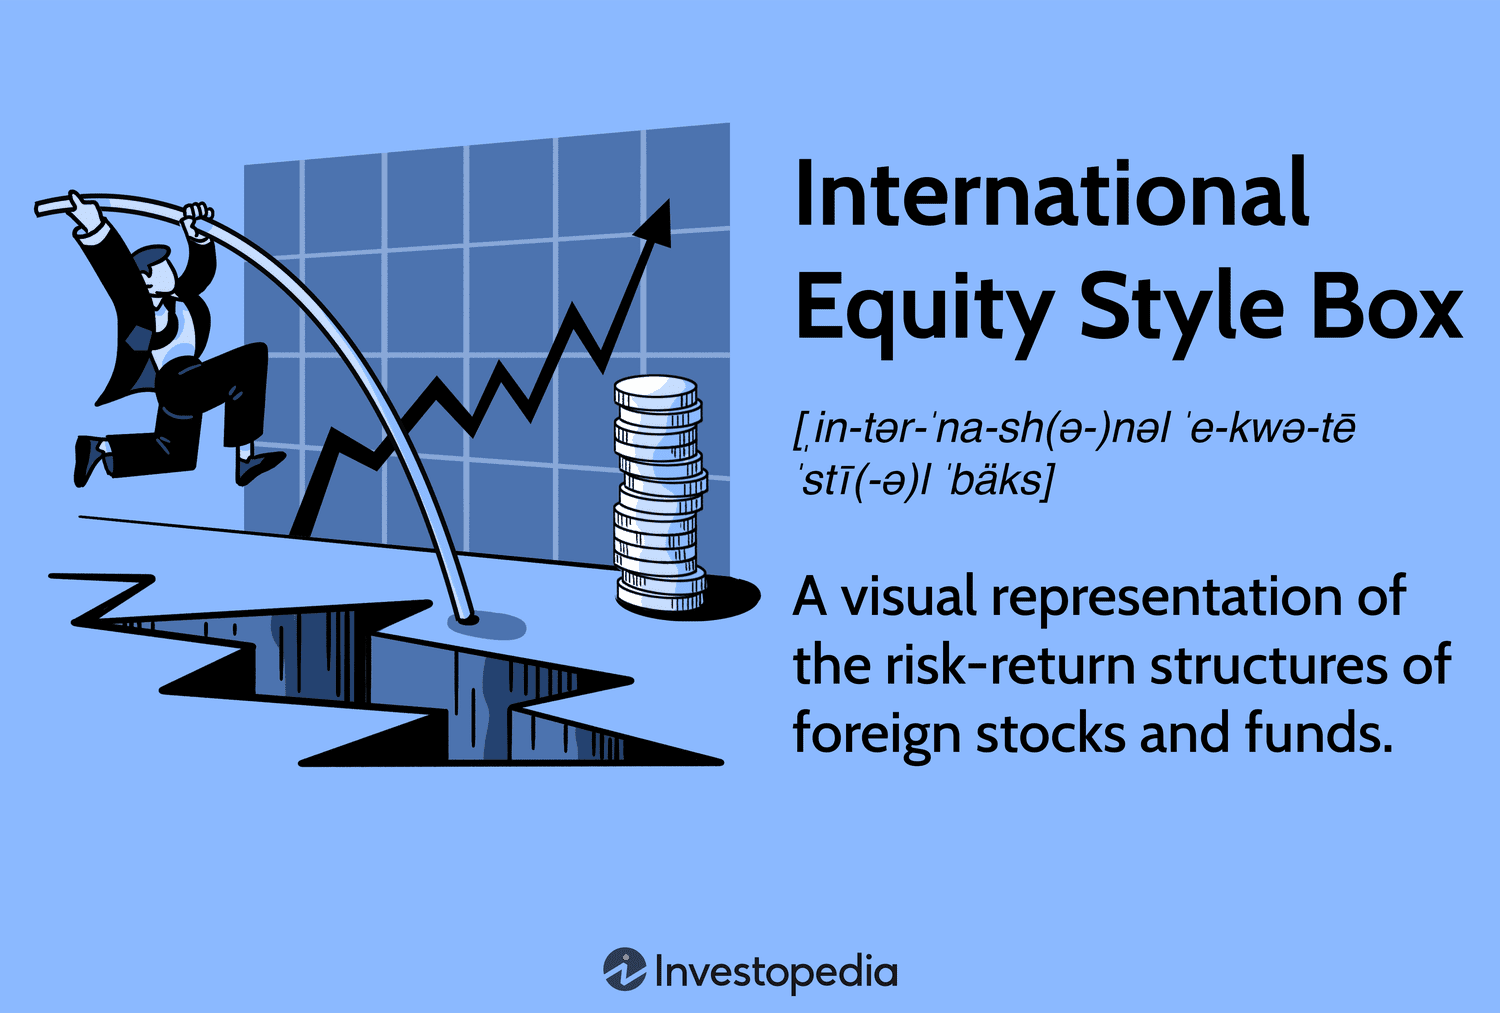 International
Equity Style Box
[ˌin-tər-ˈna-sh(ə-)nəl ˈe-kwə-tē
ˈstī(-ə)l ˈbäks]
A visual representation of
the risk-return structures of
foreign stocks and funds.
Investopedia